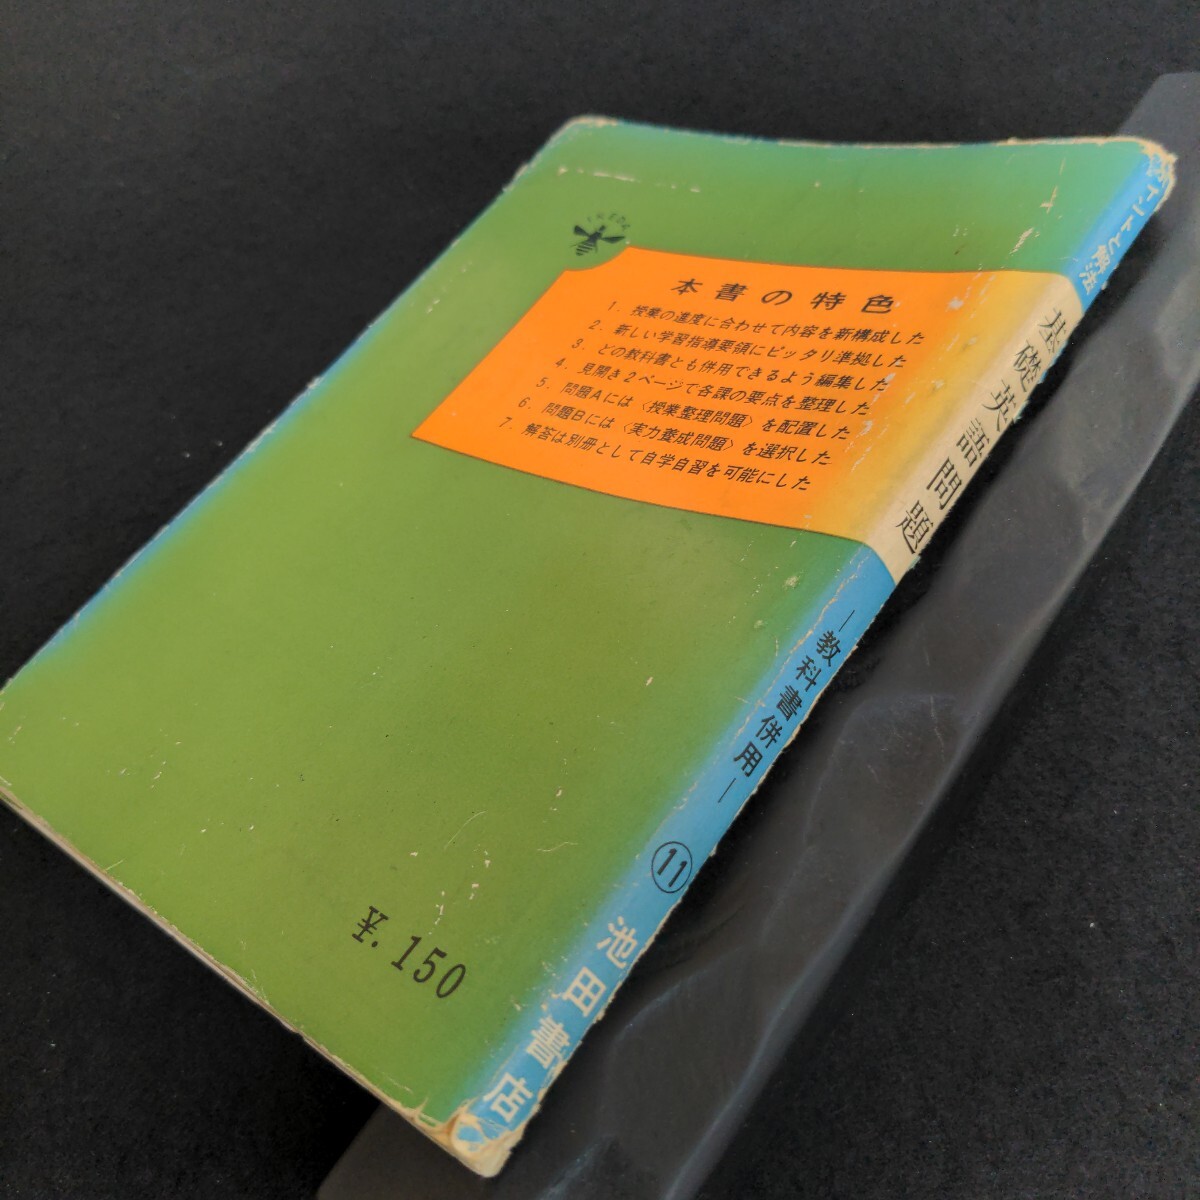 本書の特色
1. 授業の進度に合わせて内容を新構成した
2. 新しい学習指導要領にピッタリ準拠した
3. どの教科書とも併用できるよう編集した
4. 見開き2ページで各課の要点を整理した
5. 問題Aには〈授業整理問題〉を配置した
6. 問題Bには〈実力養成問題〉を選択した
7. 解答は別冊として自学自習を可能にした
¥.150
イントと解法
基礎英語問題
—教科書併用—
⑪
池田書店